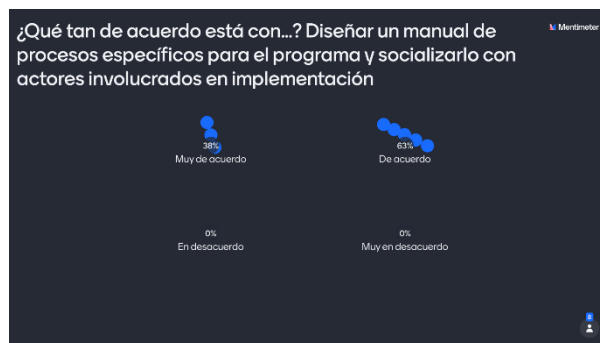 ¿Qué tan de acuerdo está con...? Diseñar un manual de
procesos específicos para el programa y socializarlo con
actores involucrados en implementación
Mentimeter
38%
Muy de acuerdo
63%
De acuerdo
0%
En desacuerdo
0%
Muy en desacuerdo
8